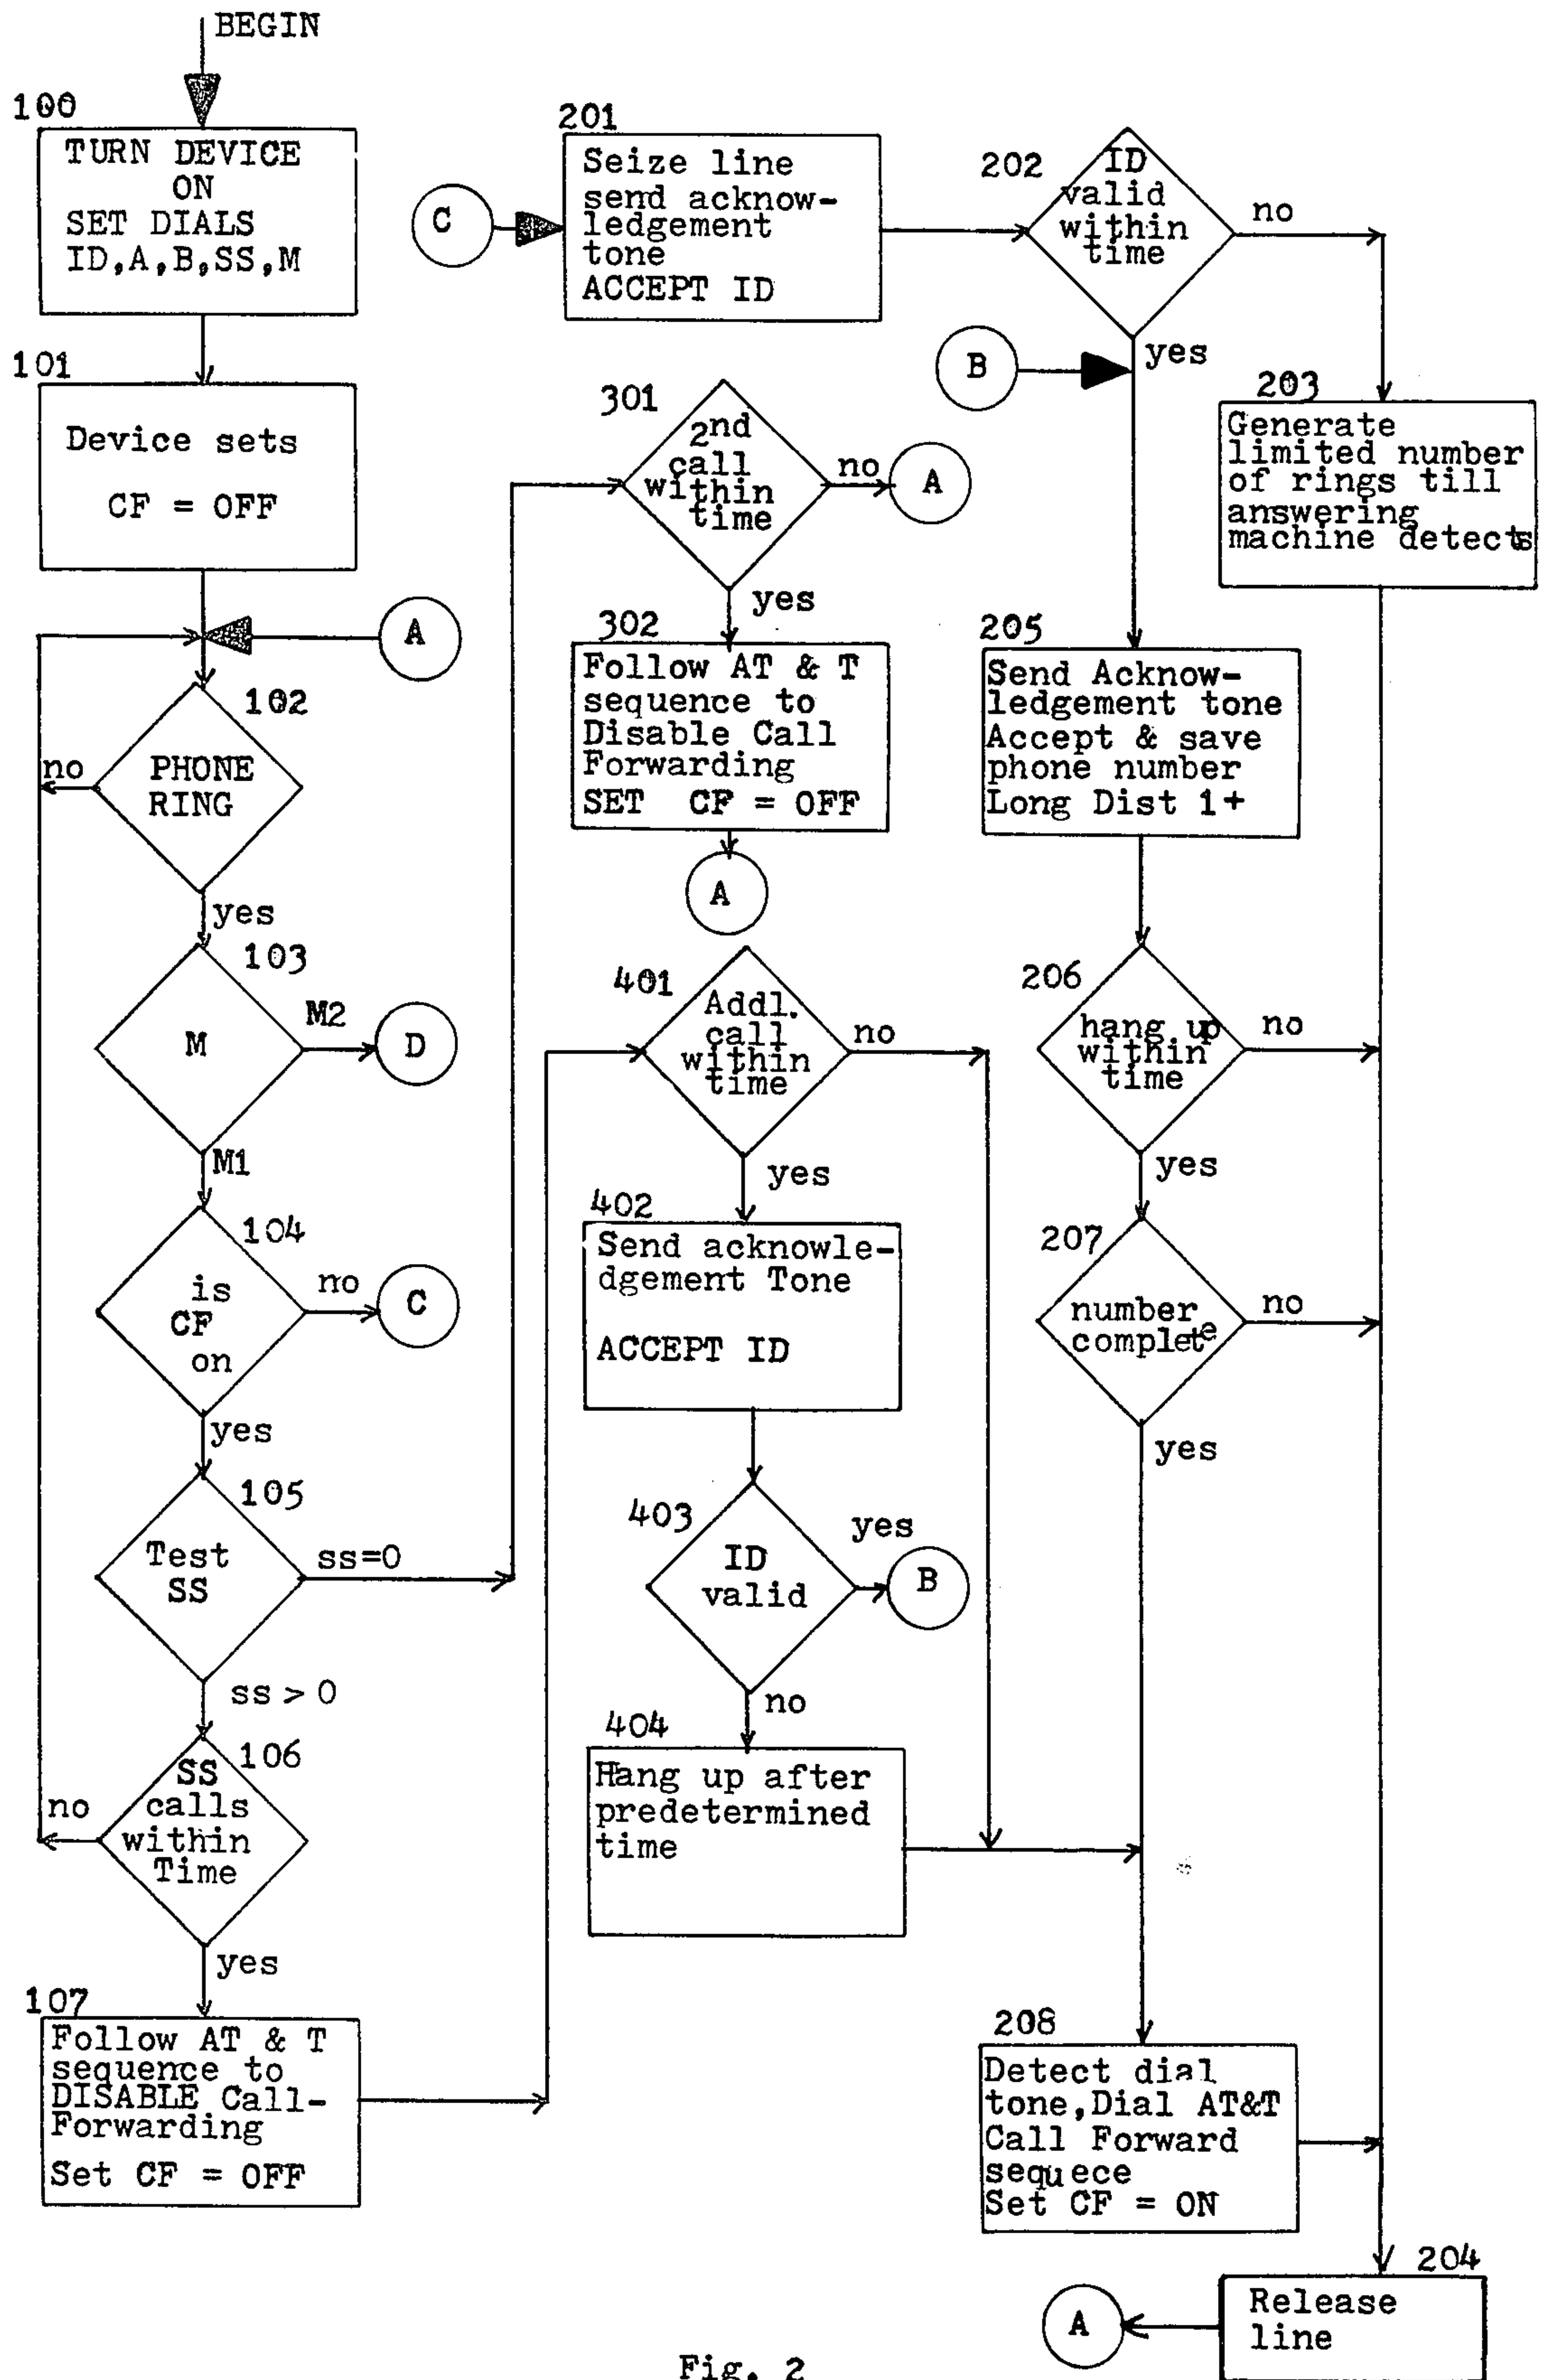 BEGIN
100
TURN DEVICE
ON
SET DIALS
ID,A,B,SS,M
101
Device sets
CF = OFF
A
102
PHONE
RING
no
yes
103
M
M2
D
M1
104
is
CF
on
no
C
yes
105
Test
SS
ss=0
ss > 0
106
SS
calls
within
Time
no
yes
107
Follow AT & T
sequence to
DISABLE Call-
Forwarding
Set CF = OFF
C
201
Seize line
send acknow-
ledgement
tone
ACCEPT ID
301
2nd
call
within
time
no
A
yes
302
Follow AT & T
sequence to
Disable Call
Forwarding
SET CF = OFF
A
401
Addl.
call
within
time
no
yes
402
Send acknowle-
dgement Tone
ACCEPT ID
403
ID
valid
yes
B
no
404
Hang up after
predetermined
time
202
ID
valid
within
time
no
yes
B
203
Generate
limited number
of rings till
answering
machine detects
205
Send Acknow-
ledgement tone
Accept & save
phone number
Long Dist 1+
206
hang up
within
time
no
yes
207
number
complete
no
yes
208
Detect dial
tone,Dial AT&T
Call Forward
sequece
Set CF = ON
204
Release
line
A
Fig. 2